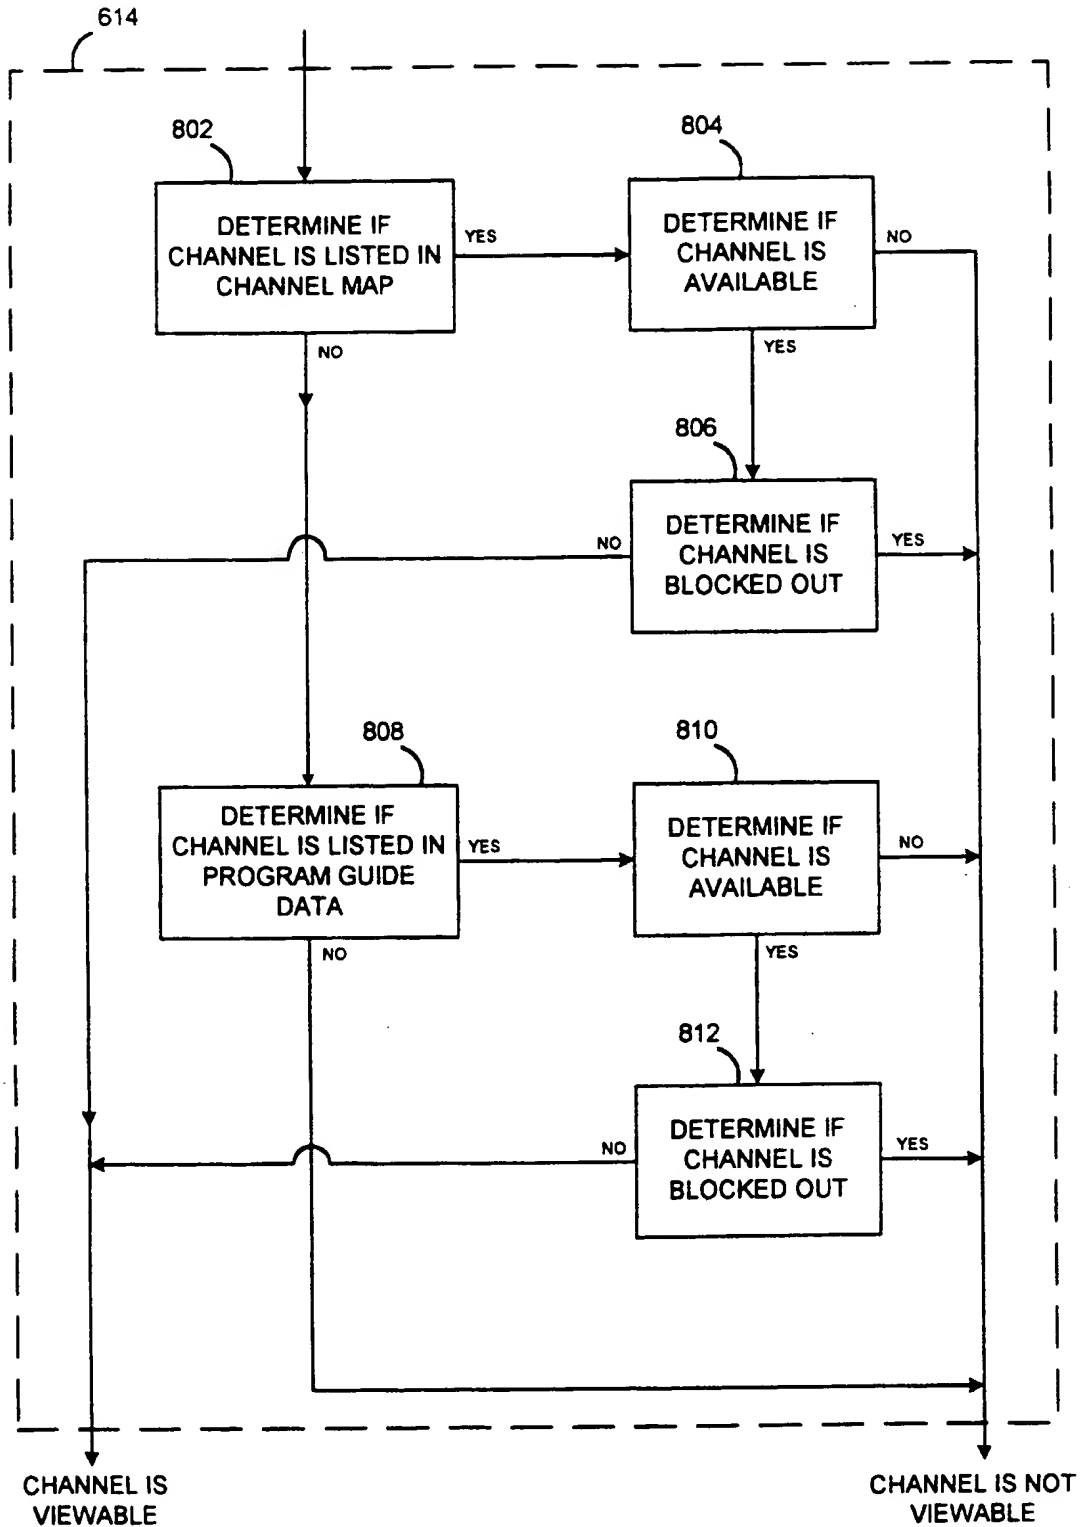 614
802
804
DETERMINE IF
CHANNEL IS LISTED IN
CHANNEL MAP
YES
DETERMINE IF
CHANNEL IS
AVAILABLE
NO
NO
YES
806
DETERMINE IF
CHANNEL IS
BLOCKED OUT
NO
YES
808
810
DETERMINE IF
CHANNEL IS LISTED IN
PROGRAM GUIDE
DATA
YES
DETERMINE IF
CHANNEL IS
AVAILABLE
NO
NO
YES
812
DETERMINE IF
CHANNEL IS
BLOCKED OUT
NO
YES
CHANNEL IS
VIEWABLE
CHANNEL IS NOT
VIEWABLE